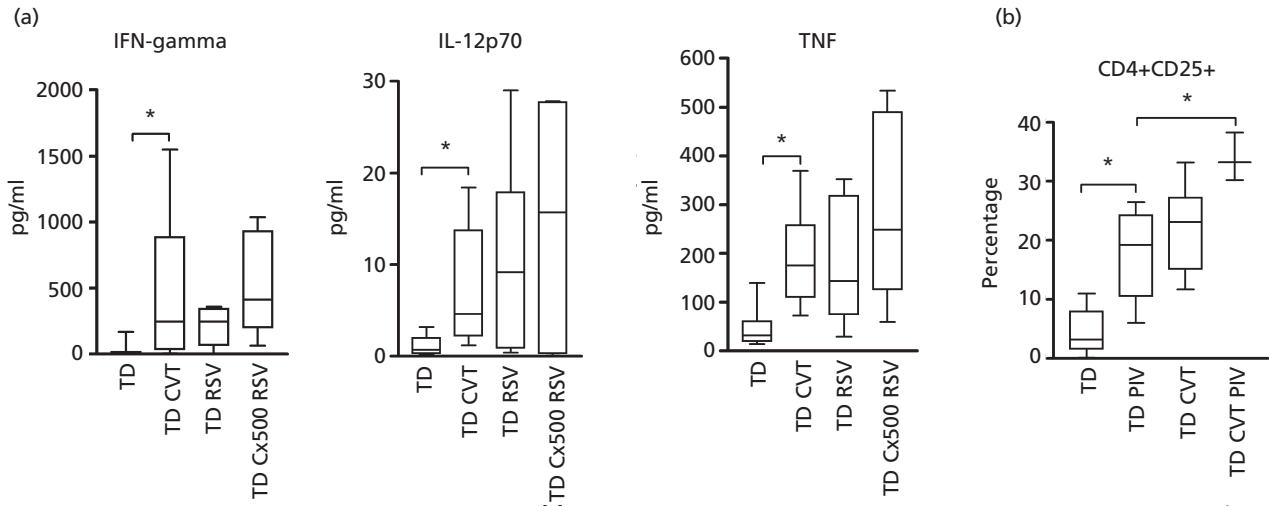 (a)
IFN-gamma
pg/ml
2000
1500
1000
500
0
*
TD
TD CVT
TD RSV
TD Cx500 RSV
IL-12p70
pg/ml
30
20
10
0
*
TD
TD CVT
TD RSV
TD Cx500 RSV
TNF
pg/ml
600
500
400
300
200
100
0
*
TD
TD CVT
TD RSV
TD Cx500 RSV
(b)
CD4+CD25+
Percentage
40
30
20
10
0
*
*
TD
TD PIV
TD CVT
TD CVT PIV